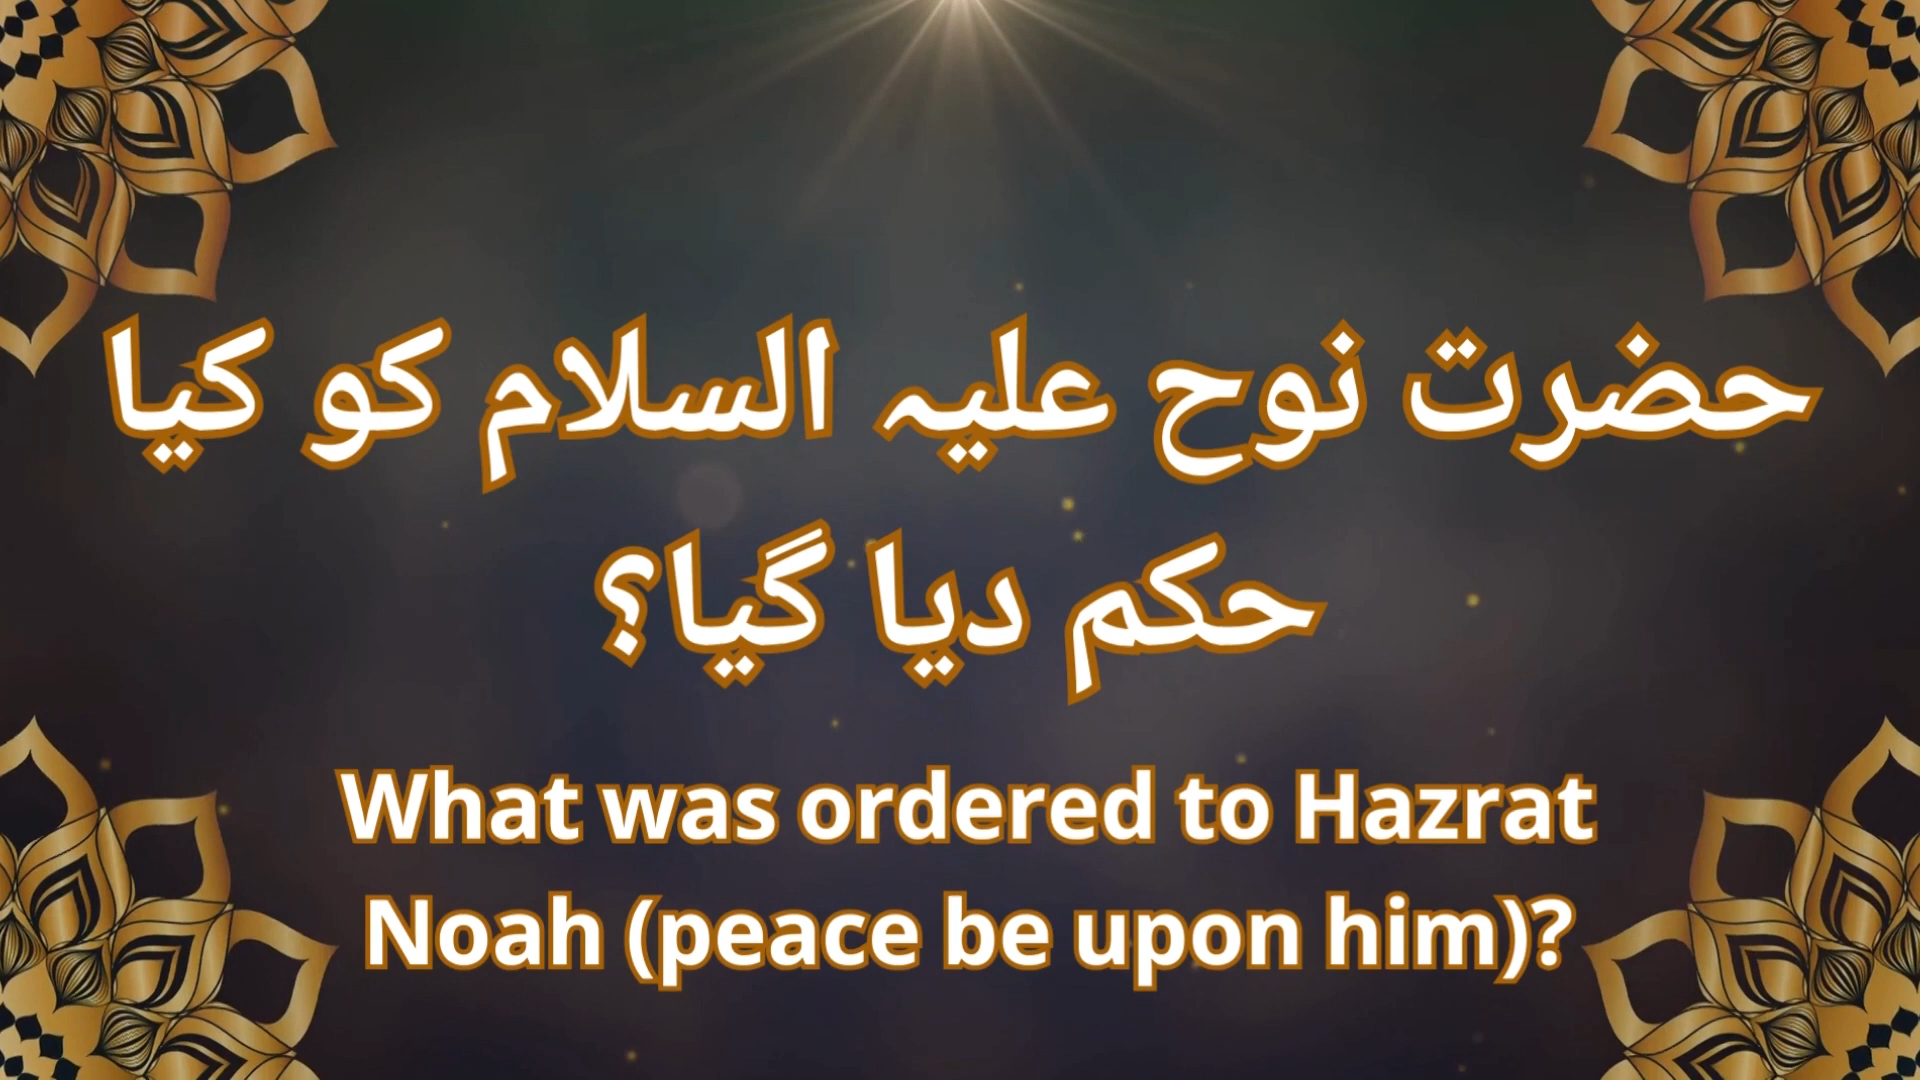 حضرت نوح علیہ السلام کو کیا
حکم دیا گیا؟
What was ordered to Hazrat
Noah (peace be upon him)?